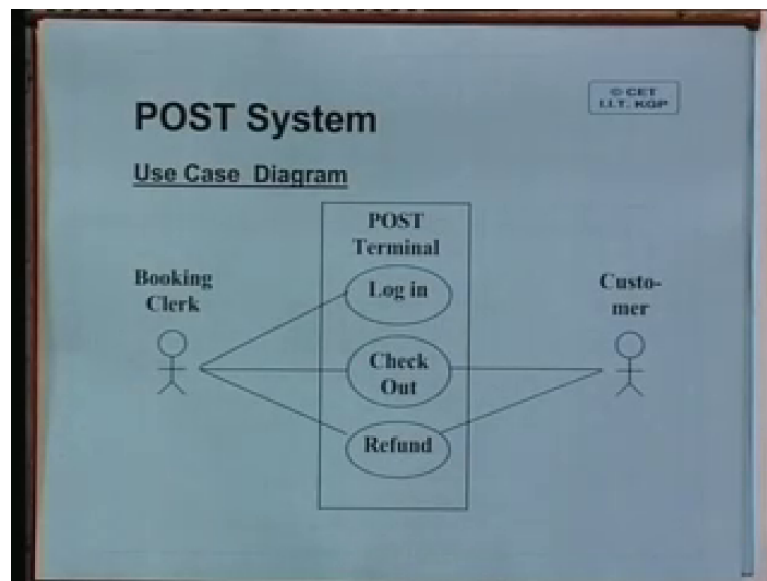 © CET
I.I.T. KGP
POST System
Use Case Diagram
POST
Terminal
Booking
Clerk
Log in
Custo-
mer
Check
Out
Refund